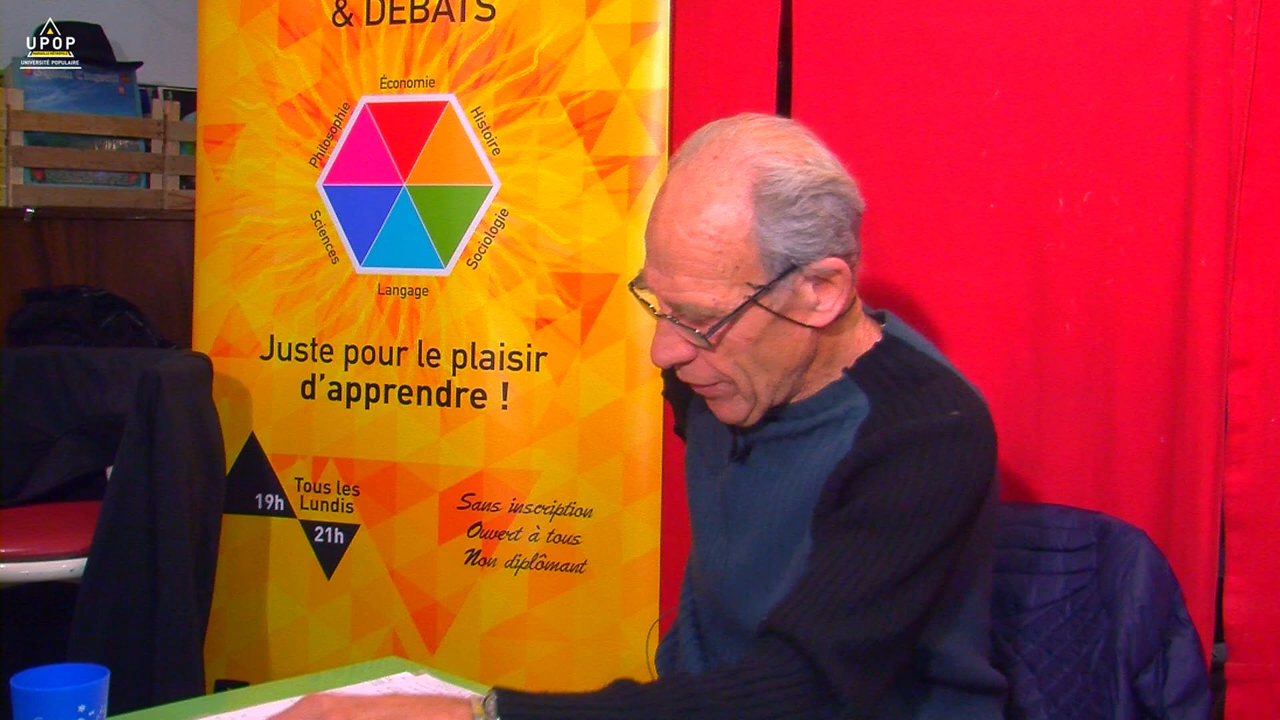 UPOP
UNIVERSITÉ POPULAIRE
& DÉBATS
Économie
Philosophie
Histoire
Sciences
Sociologie
Langage
Juste pour le plaisir
d'apprendre !
19h
Tous les
Lundis
21h
Sans inscription
Ouvert à tous
Non diplômant